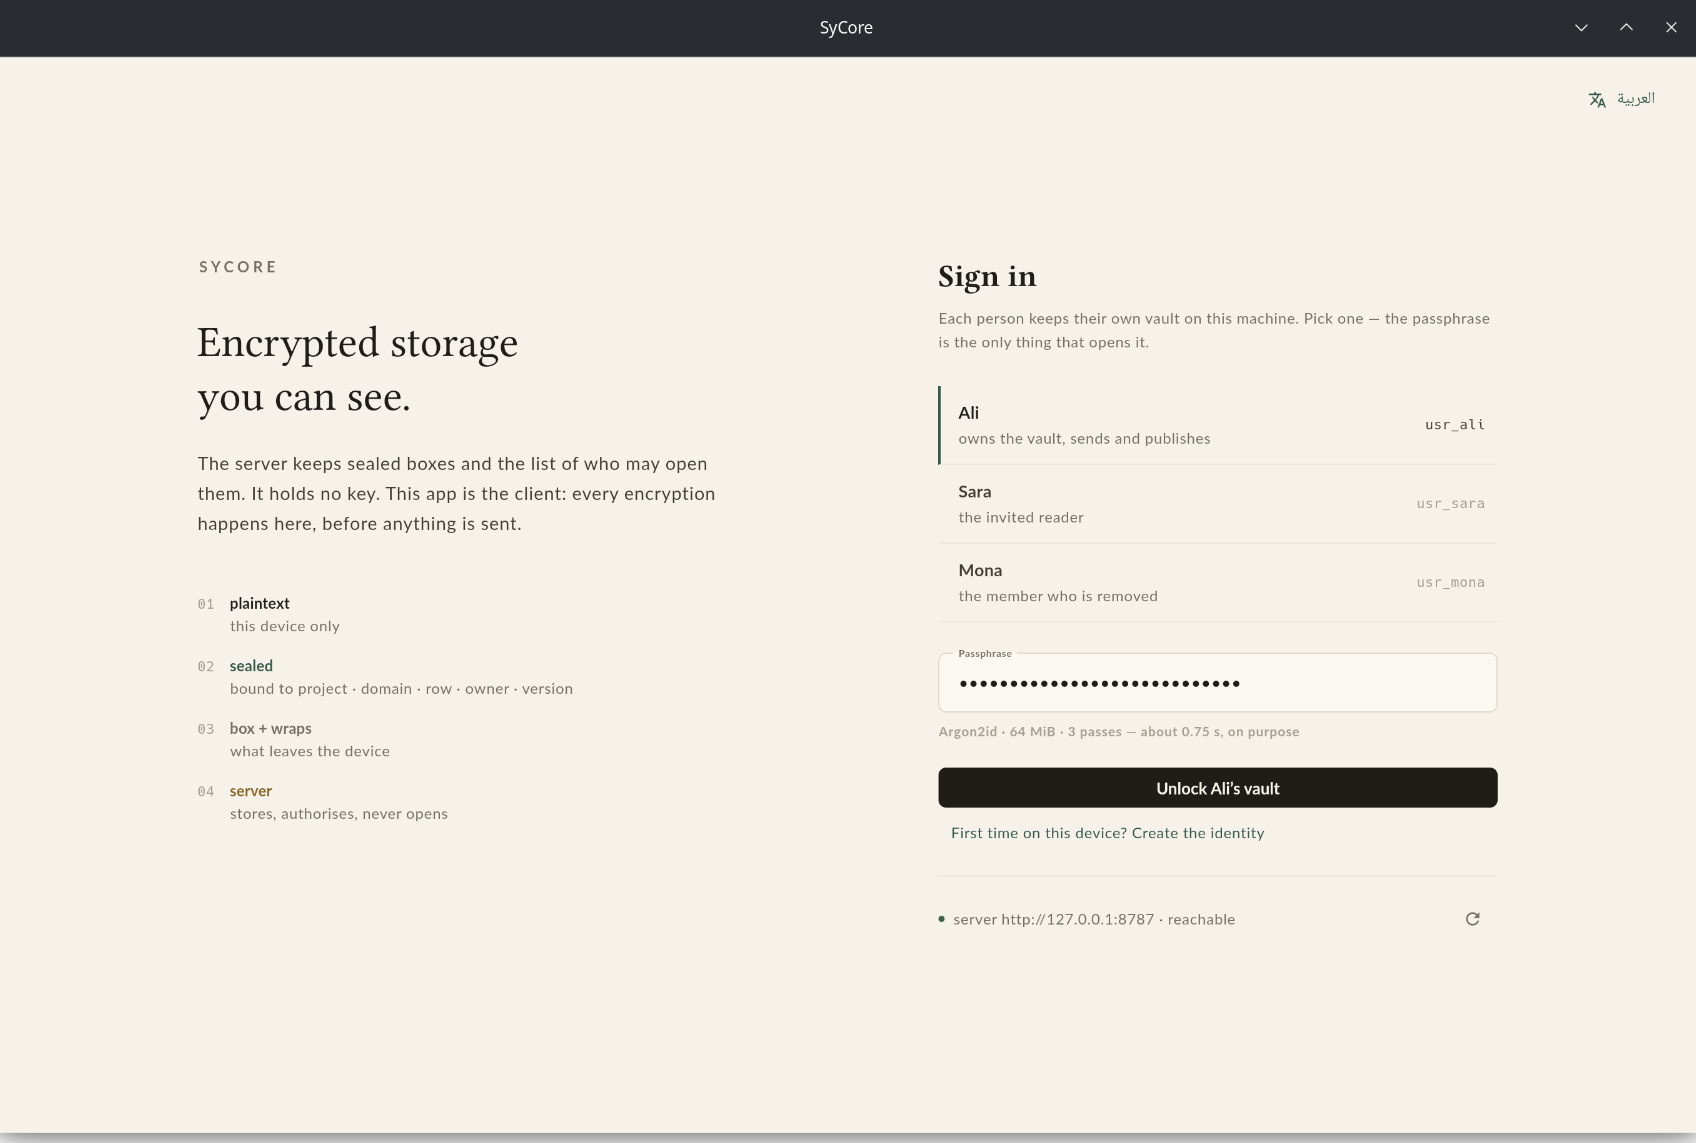 SyCore
العربية
SYCORE
Encrypted storage
you can see.
The server keeps sealed boxes and the list of who may open
them. It holds no key. This app is the client: every encryption
happens here, before anything is sent.
01 plaintext
this device only
02 sealed
bound to project · domain · row · owner · version
03 box + wraps
what leaves the device
04 server
stores, authorises, never opens
Sign in
Each person keeps their own vault on this machine. Pick one — the passphrase
is the only thing that opens it.
Ali
usr_ali
owns the vault, sends and publishes
Sara
usr_sara
the invited reader
Mona
usr_mona
the member who is removed
Passphrase
••••••••••••••••••••••••••••
Argon2id · 64 MiB · 3 passes — about 0.75 s, on purpose
Unlock Ali’s vault
First time on this device? Create the identity
server http://127.0.0.1:8787 · reachable